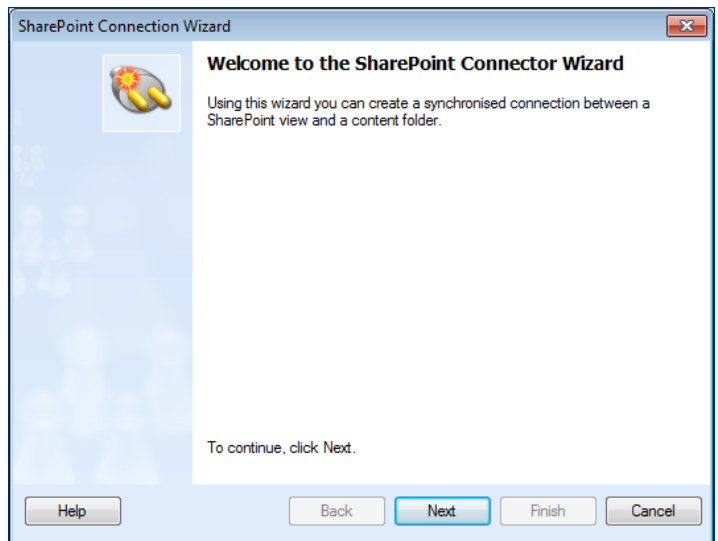 SharePoint Connection Wizard
Welcome to the SharePoint Connector Wizard
Using this wizard you can create a synchronised connection between a
SharePoint view and a content folder.
To continue, click Next.
Help Back Next Finish Cancel